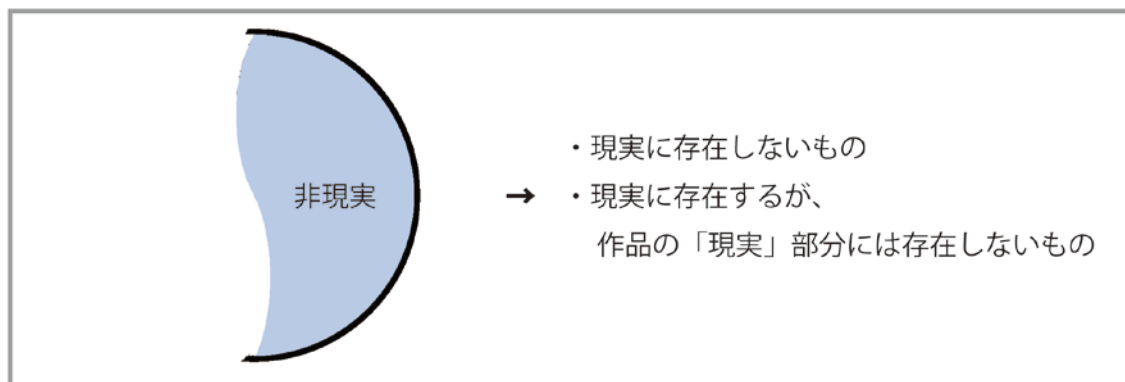 非現実
→
・現実に存在しないもの
・現実に存在するが、
作品の「現実」部分には存在しないもの